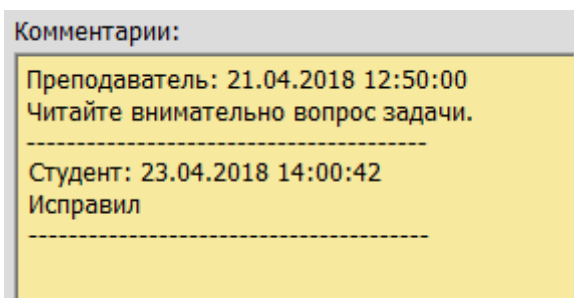 Комментарии:
Преподаватель: 21.04.2018 12:50:00
Читайте внимательно вопрос задачи.
----------------------------------------
Студент: 23.04.2018 14:00:42
Исправил
----------------------------------------